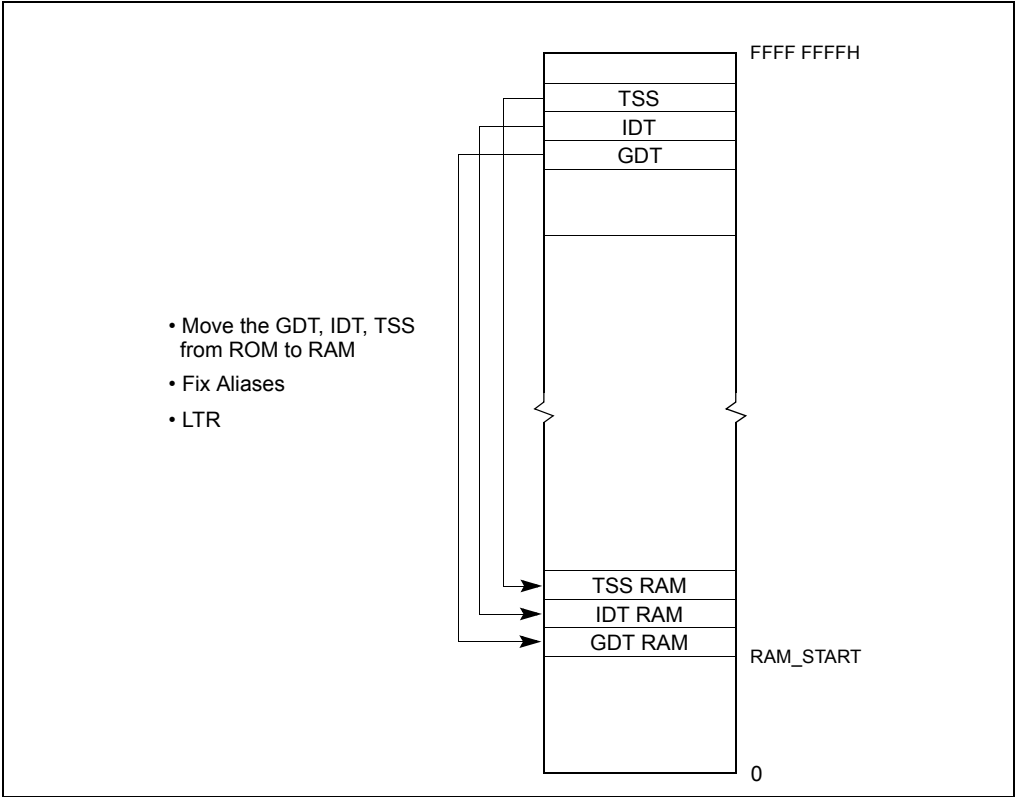 FFFF FFFFH
TSS
IDT
GDT
• Move the GDT, IDT, TSS
from ROM to RAM
• Fix Aliases
• LTR
TSS RAM
IDT RAM
GDT RAM
RAM_START
0